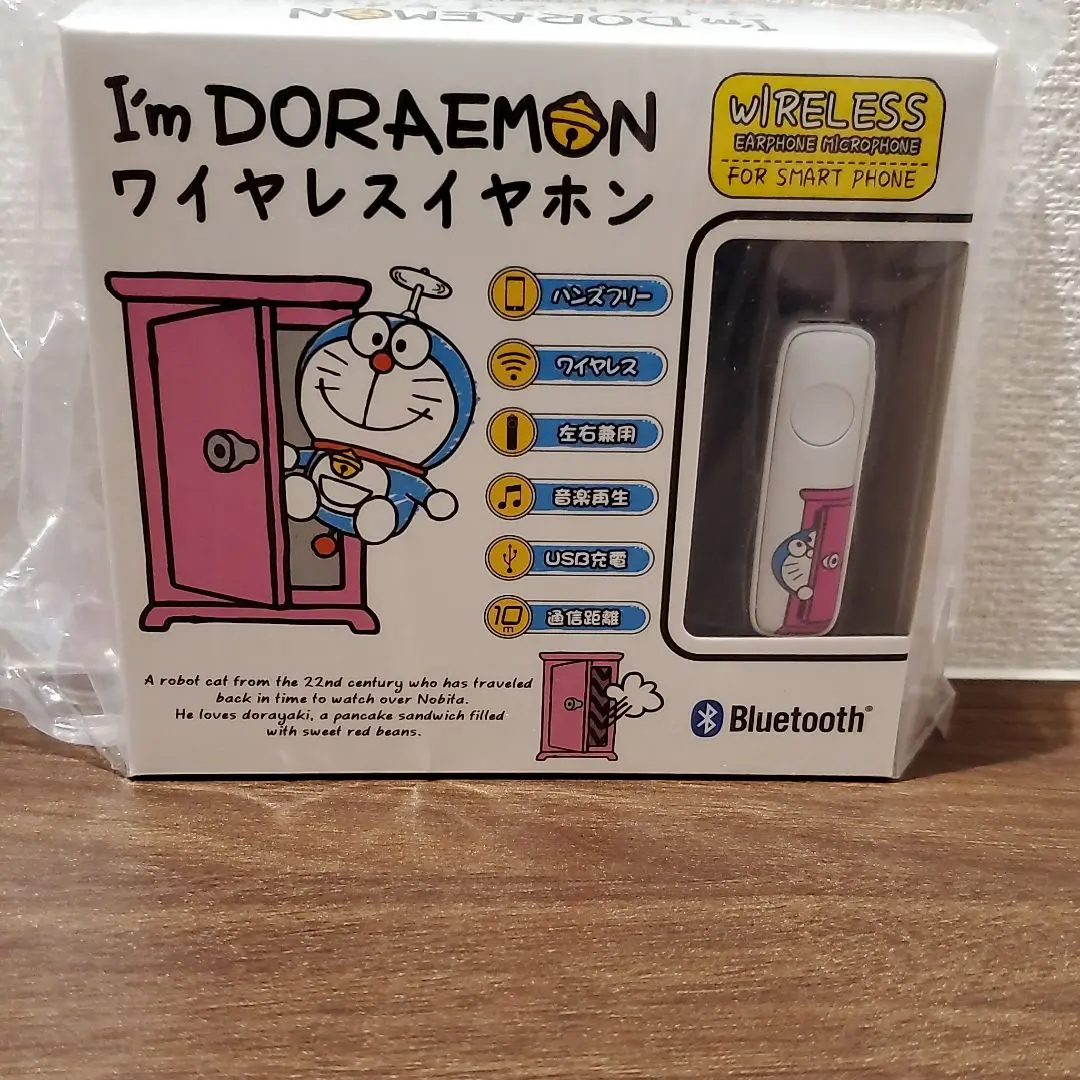 I'm DORAEMON
I'm DORAEMON
ワイヤレスイヤホン
WIRELESS
EARPHONE MICROPHONE
FOR SMART PHONE
ハンズフリー
ワイヤレス
左右兼用
音楽再生
USB充電
10m
通信距離
A robot cat from the 22nd century who has traveled
back in time to watch over Nobita.
He loves dorayaki, a pancake sandwich filled
with sweet red beans.
Bluetooth®